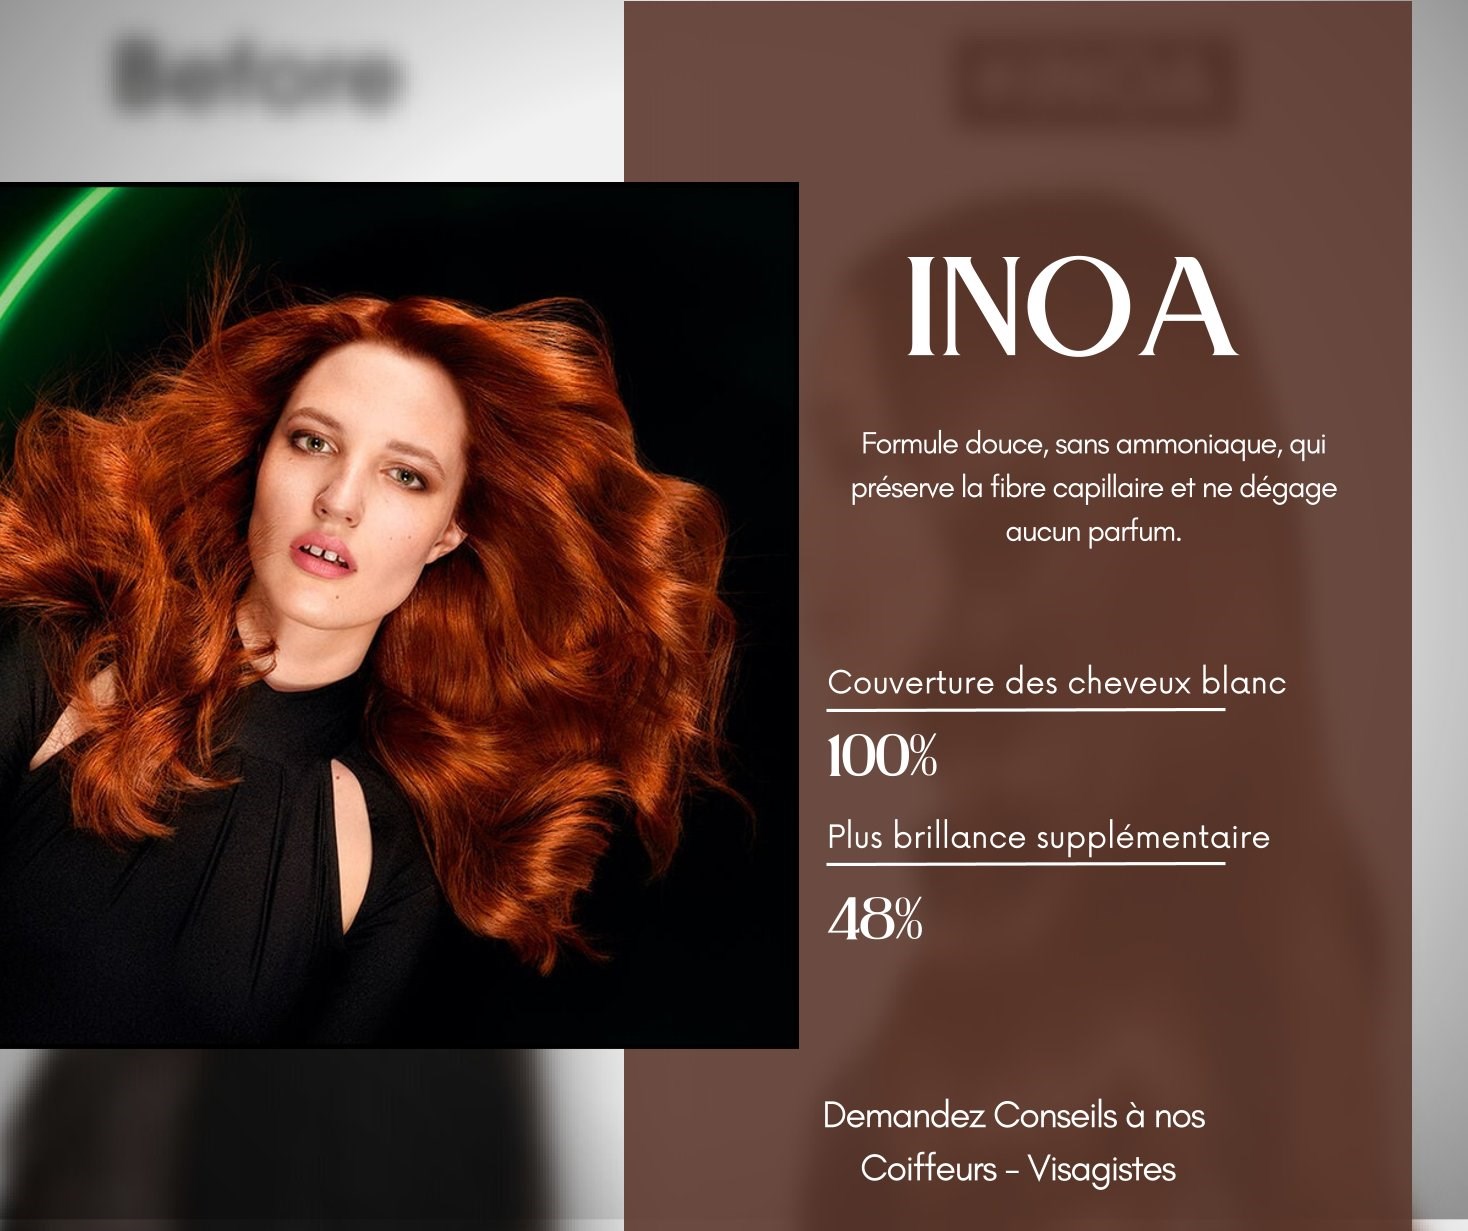 Before
INOA
Formule douce, sans ammoniaque, qui
préserve la fibre capillaire et ne dégage
aucun parfum.
Couverture des cheveux blanc
100%
Plus brillance supplémentaire
48%
Demandez Conseils à nos
Coiffeurs - Visagistes